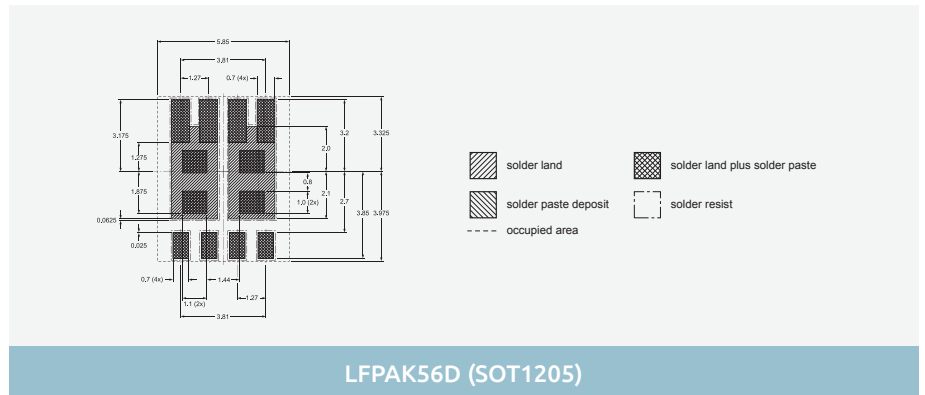 5.85
3.81
1.27
0.7 (4x)
3.175
3.2
3.325
2.0
1.275
0.8
1.875
2.1
1.0 (2x)
2.7
3.85
3.975
0.0625
0.025
0.7 (4x)
1.44
1.1 (2x)
1.27
3.81
solder land
solder land plus solder paste
solder paste deposit
solder resist
occupied area
LFPAK56D (SOT1205)